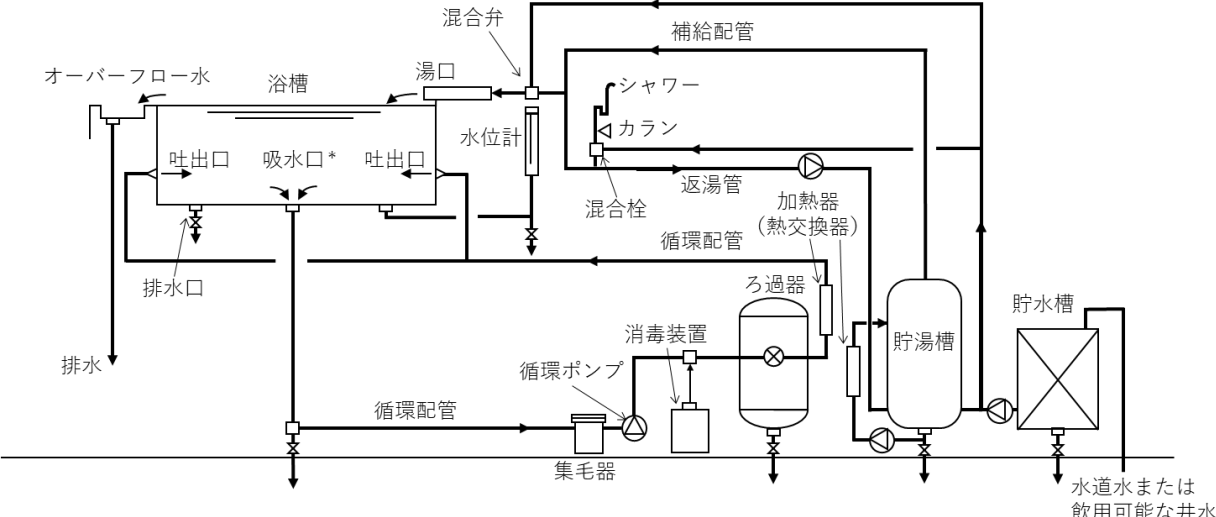 混合弁
補給配管
オーバーフロー水
浴槽
湯口
シャワー
水位計
カラン
吐出口
吸水口*
吐出口
返湯管
混合栓
加熱器
(熱交換器)
循環配管
排水口
ろ過器
貯水槽
消毒装置
貯湯槽
排水
循環ポンプ
循環配管
集毛器
水道水または
飲用可能な井水